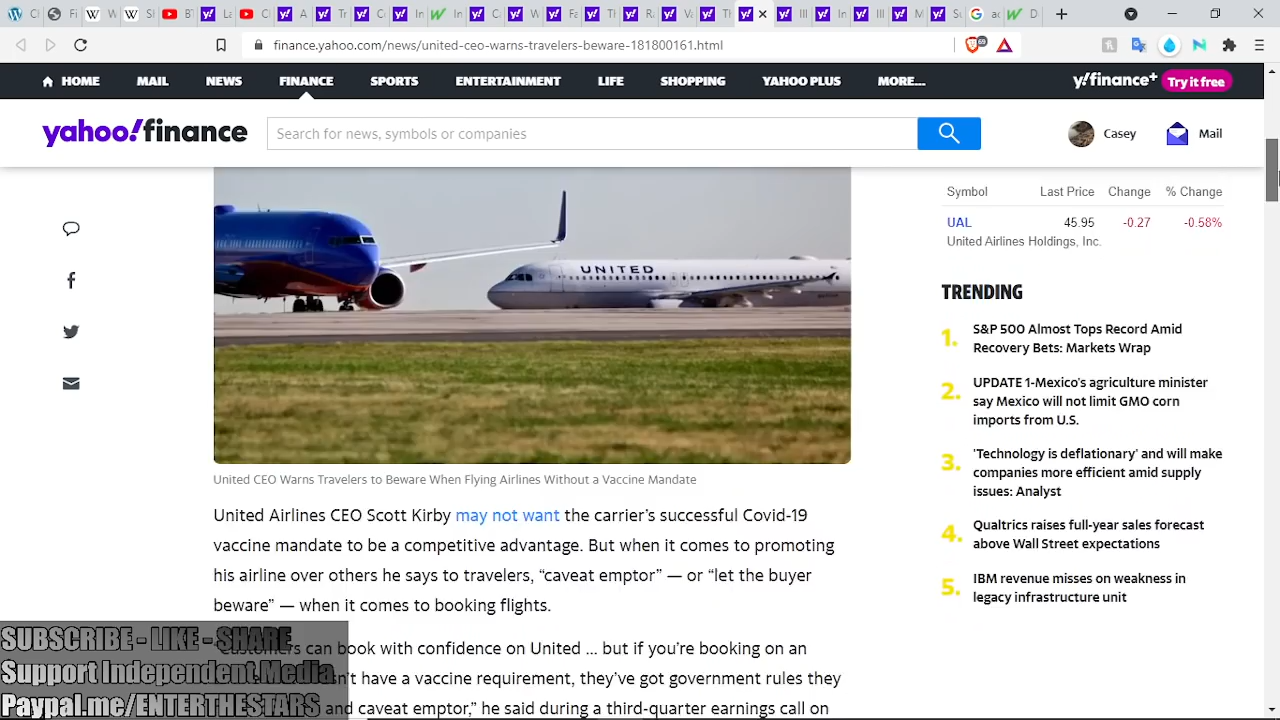 finance.yahoo.com/news/united-ceo-warns-travelers-beware-181800161.html
69
HOME MAIL NEWS FINANCE SPORTS ENTERTAINMENT LIFE SHOPPING YAHOO PLUS MORE...
y!finance+ Try it free
yahoo!finance
Search for news, symbols or companies
Casey
Mail
Symbol Last Price Change % Change
UAL 45.95 -0.27 -0.58%
United Airlines Holdings, Inc.
UNITED
TRENDING
1. S&P 500 Almost Tops Record Amid
Recovery Bets: Markets Wrap
2. UPDATE 1-Mexico's agriculture minister
say Mexico will not limit GMO corn
imports from U.S.
3. 'Technology is deflationary' and will make
companies more efficient amid supply
issues: Analyst
4. Qualtrics raises full-year sales forecast
above Wall Street expectations
5. IBM revenue misses on weakness in
legacy infrastructure unit
United CEO Warns Travelers to Beware When Flying Airlines Without a Vaccine Mandate
United Airlines CEO Scott Kirby may not want the carrier’s successful Covid-19
vaccine mandate to be a competitive advantage. But when it comes to promoting
his airline over others he says to travelers, “caveat emptor” — or “let the buyer
beware” — when it comes to booking flights.
“Customers can book with confidence on United ... but if you’re booking on an
have a vaccine requirement, they’ve got government rules they
and caveat emptor,” he said during a third-quarter earnings call on
SUBSCRIBE - LIKE - SHARE
Support Independent Media
Paypal.me/ENTERTHESTARS